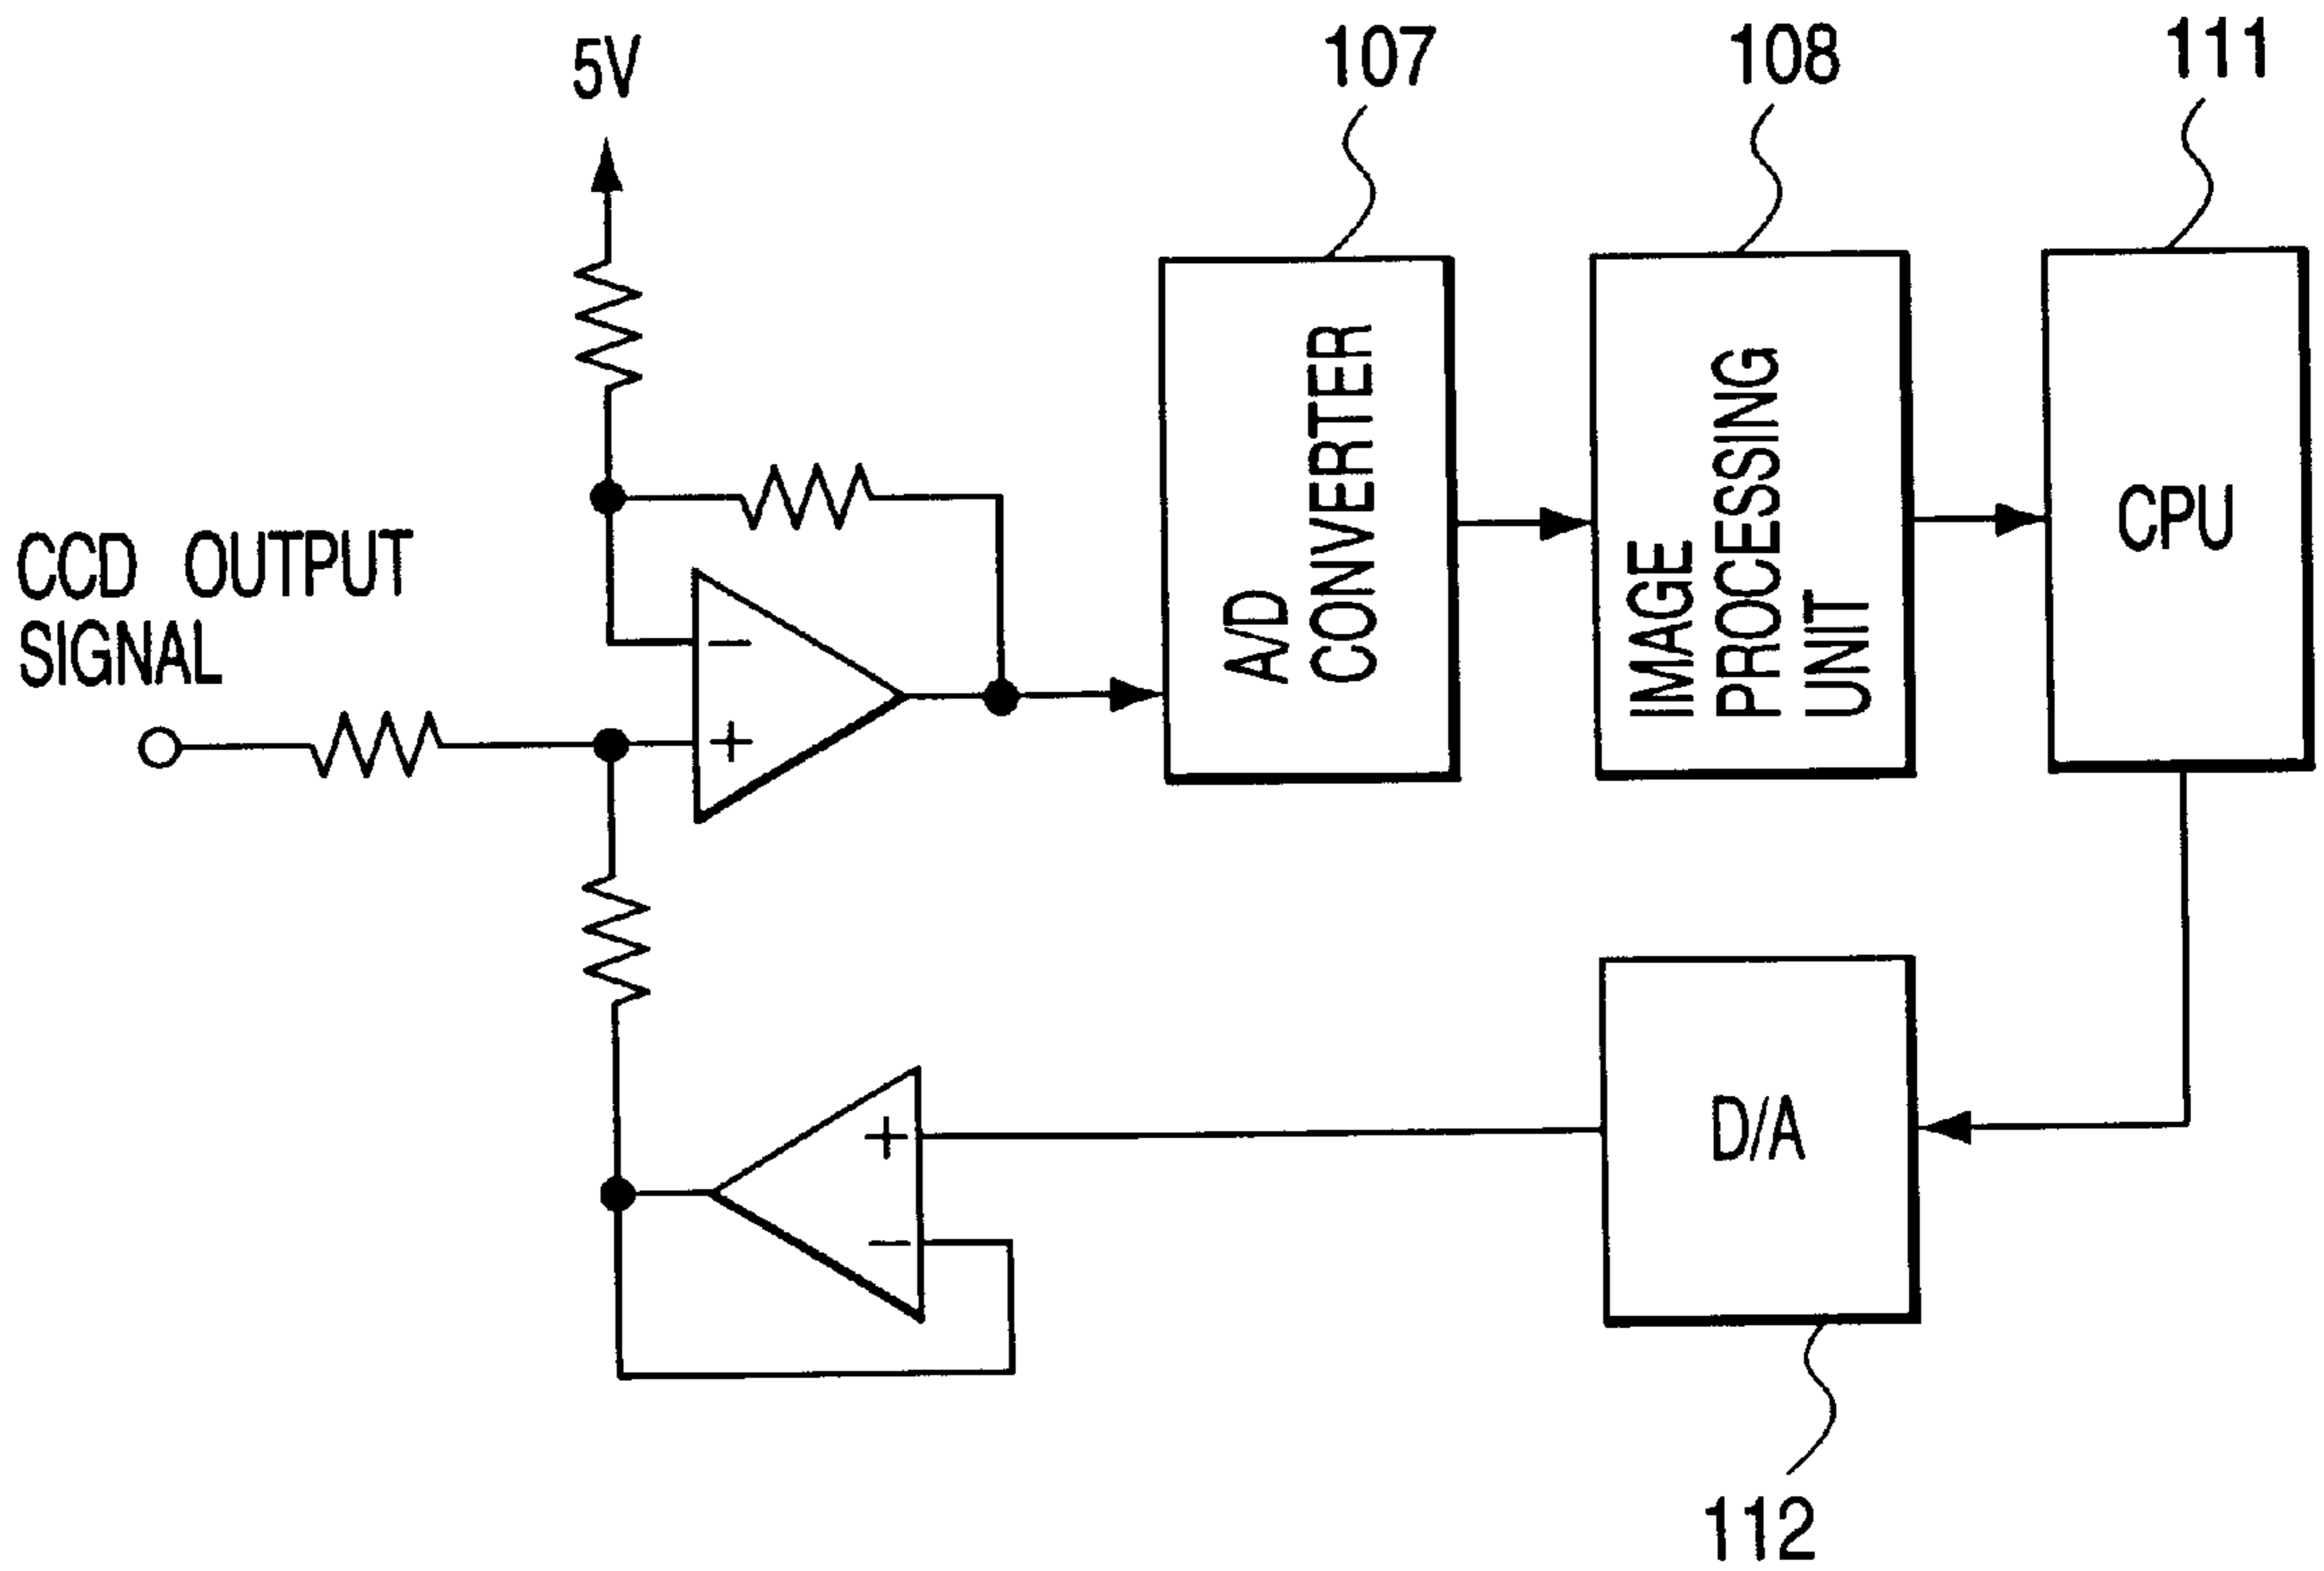 5V
107
108
111
CCD OUTPUT
SIGNAL
−
+
A/D
CONVERTER
IMAGE
PROCESSING
UNIT
CPU
+
−
D/A
112